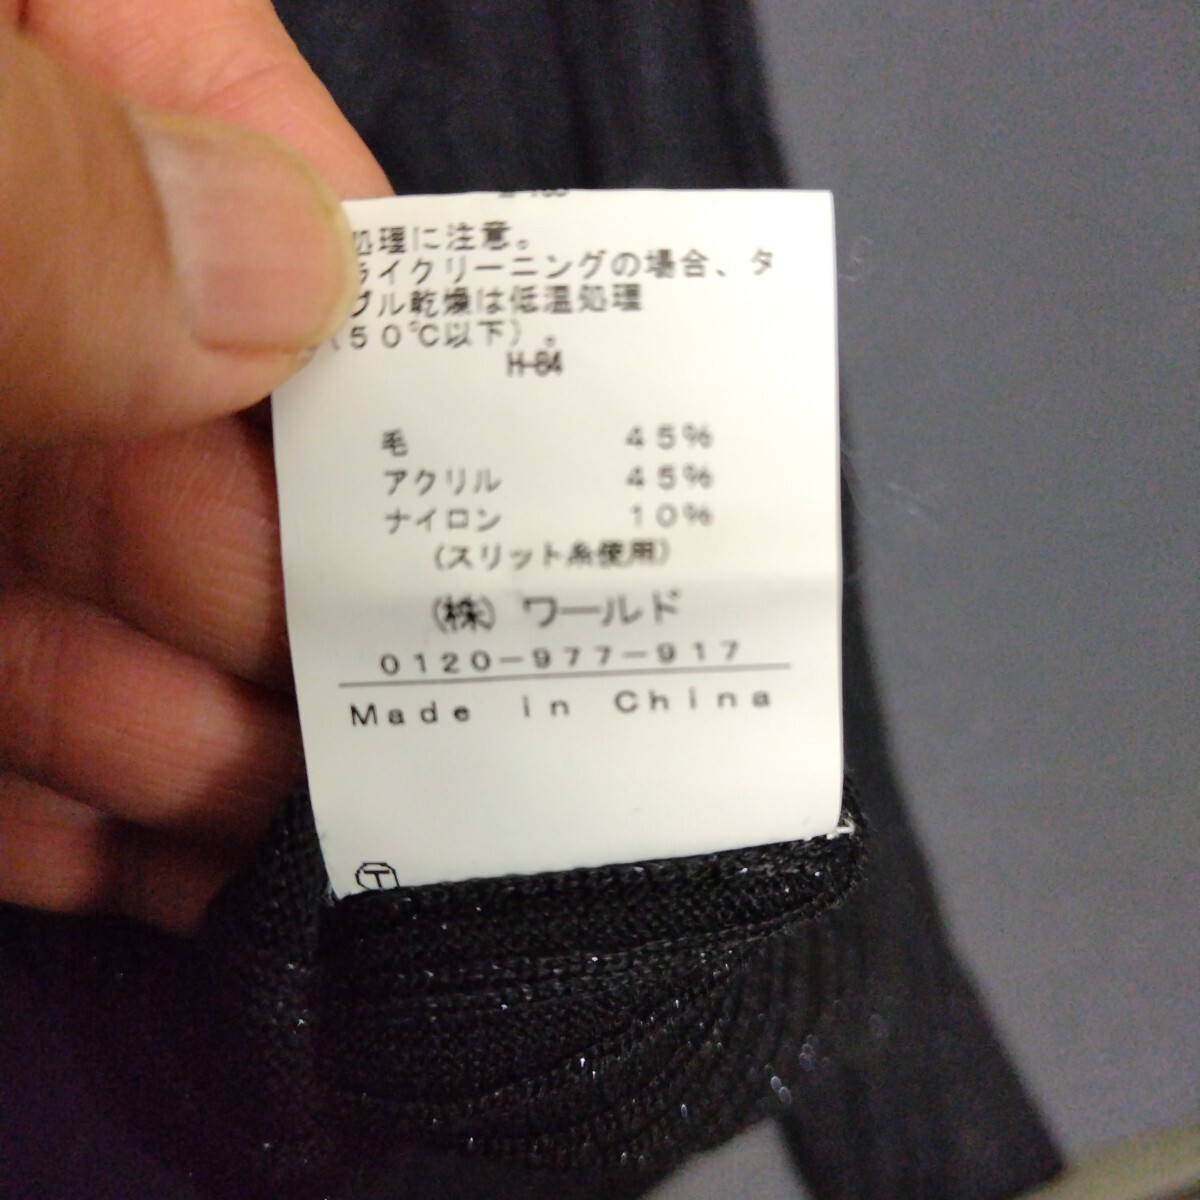 処理に注意。
ライクリーニングの場合、タ
ブル乾燥は低温処理
(50℃以下)。
H-84
毛 45%
アクリル 45%
ナイロン 10%
(スリット糸使用)
(株) ワールド
0120-977-917
Made in China
T